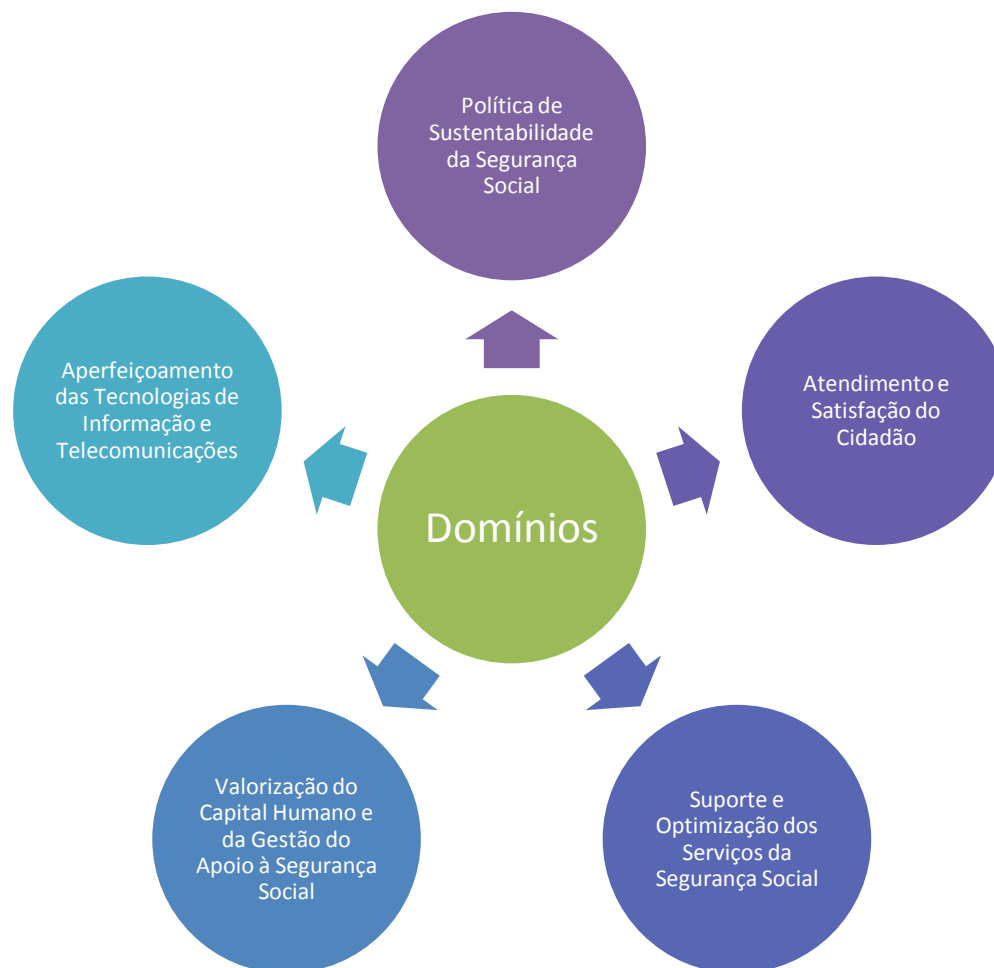 Política de
Sustentabilidade
da Segurança
Social
Aperfeiçoamento
das Tecnologias de
Informação e
Telecomunicações
Atendimento e
Satisfação do
Cidadão
Domínios
Valorização do
Capital Humano e
da Gestão do
Apoio à Segurança
Social
Suporte e
Optimização dos
Serviços da
Segurança Social